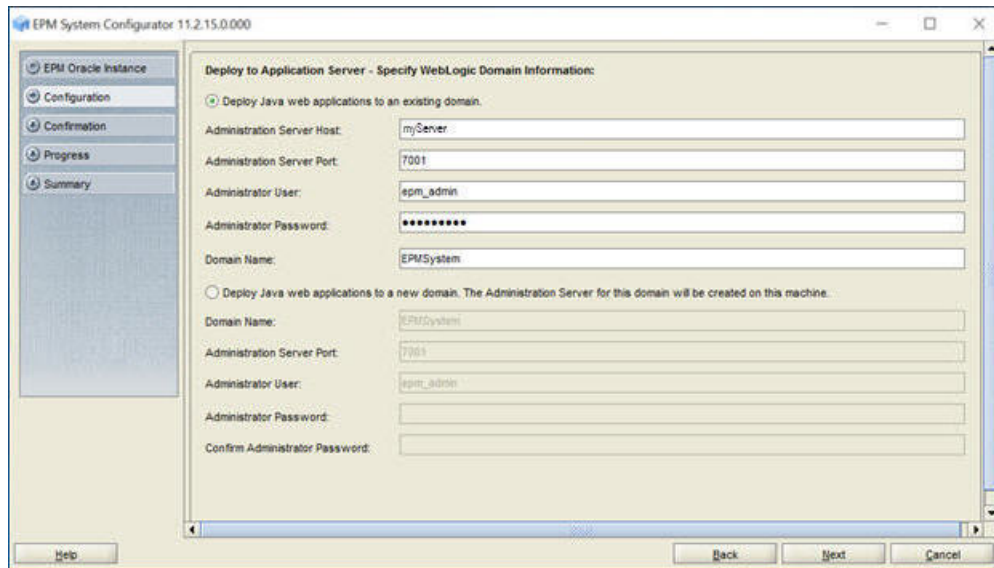 EPM System Configurator 11.2.15.0.000
EPM Oracle Instance
Configuration
Confirmation
Progress
Summary
Deploy to Application Server - Specify WebLogic Domain Information:
Deploy Java web applications to an existing domain.
Administration Server Host: myServer
Administration Server Port: 7001
Administrator User: epm_admin
Administrator Password: •••••••••
Domain Name: EPMSystem
Deploy Java web applications to a new domain. The Administration Server for this domain will be created on this machine.
Domain Name: EPMSystem
Administration Server Port: 7001
Administrator User: epm_admin
Administrator Password:
Confirm Administrator Password:
Help Back Next Cancel